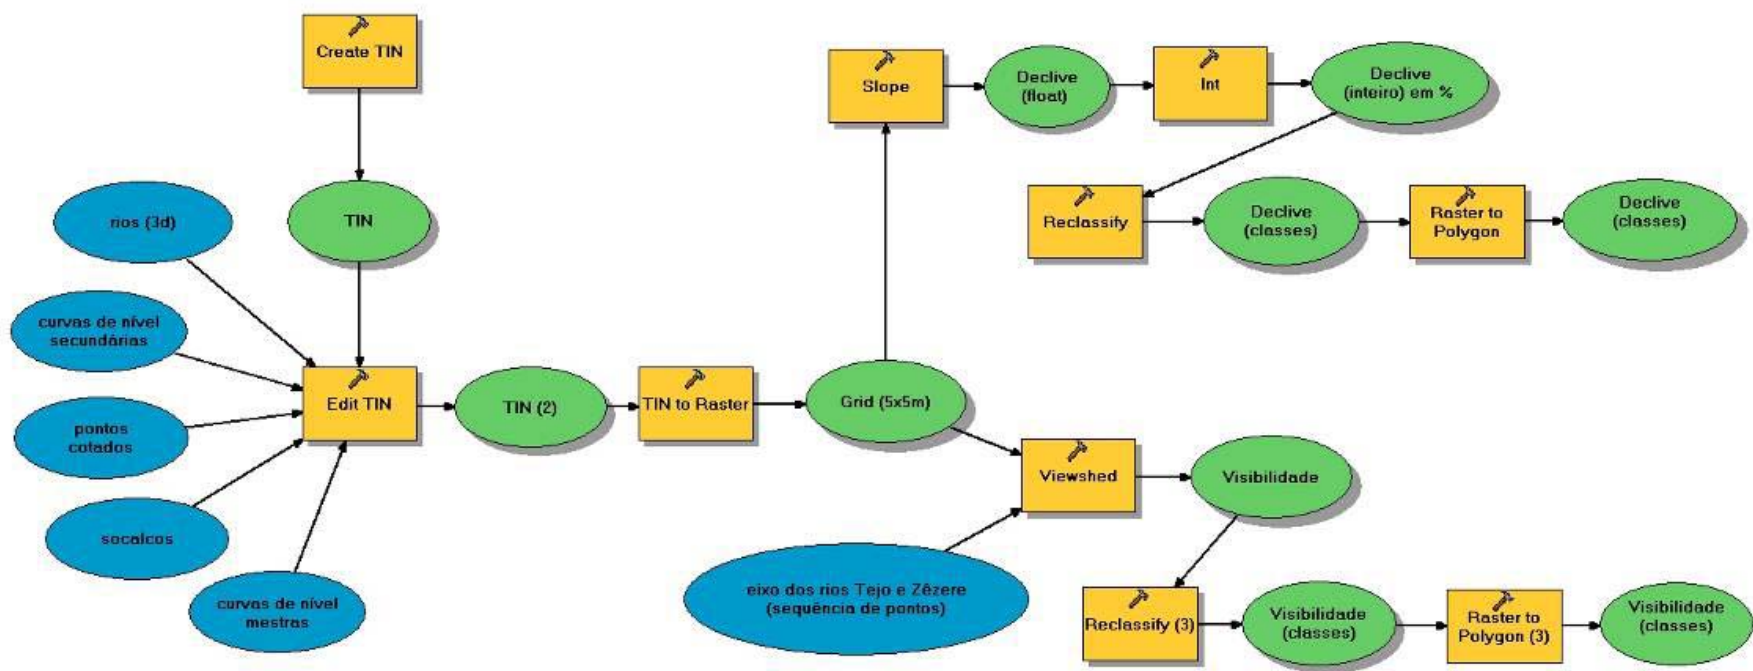 Create TIN
Slope
Declive
(float)
Int
Declive
(inteiro) em %
rios (3d)
TIN
Reclassify
Declive
(classes)
Raster to
Polygon
Declive
(classes)
curvas de nível
secundárias
Edit TIN
TIN (2)
TIN to Raster
Grid (5x5m)
pontos
cotados
Viewshed
Visibilidade
socalcos
curvas de nível
mestras
eixo dos rios Tejo e Zêzere
(sequência de pontos)
Reclassify (3)
Visibilidade
(classes)
Raster to
Polygon (3)
Visibilidade
(classes)